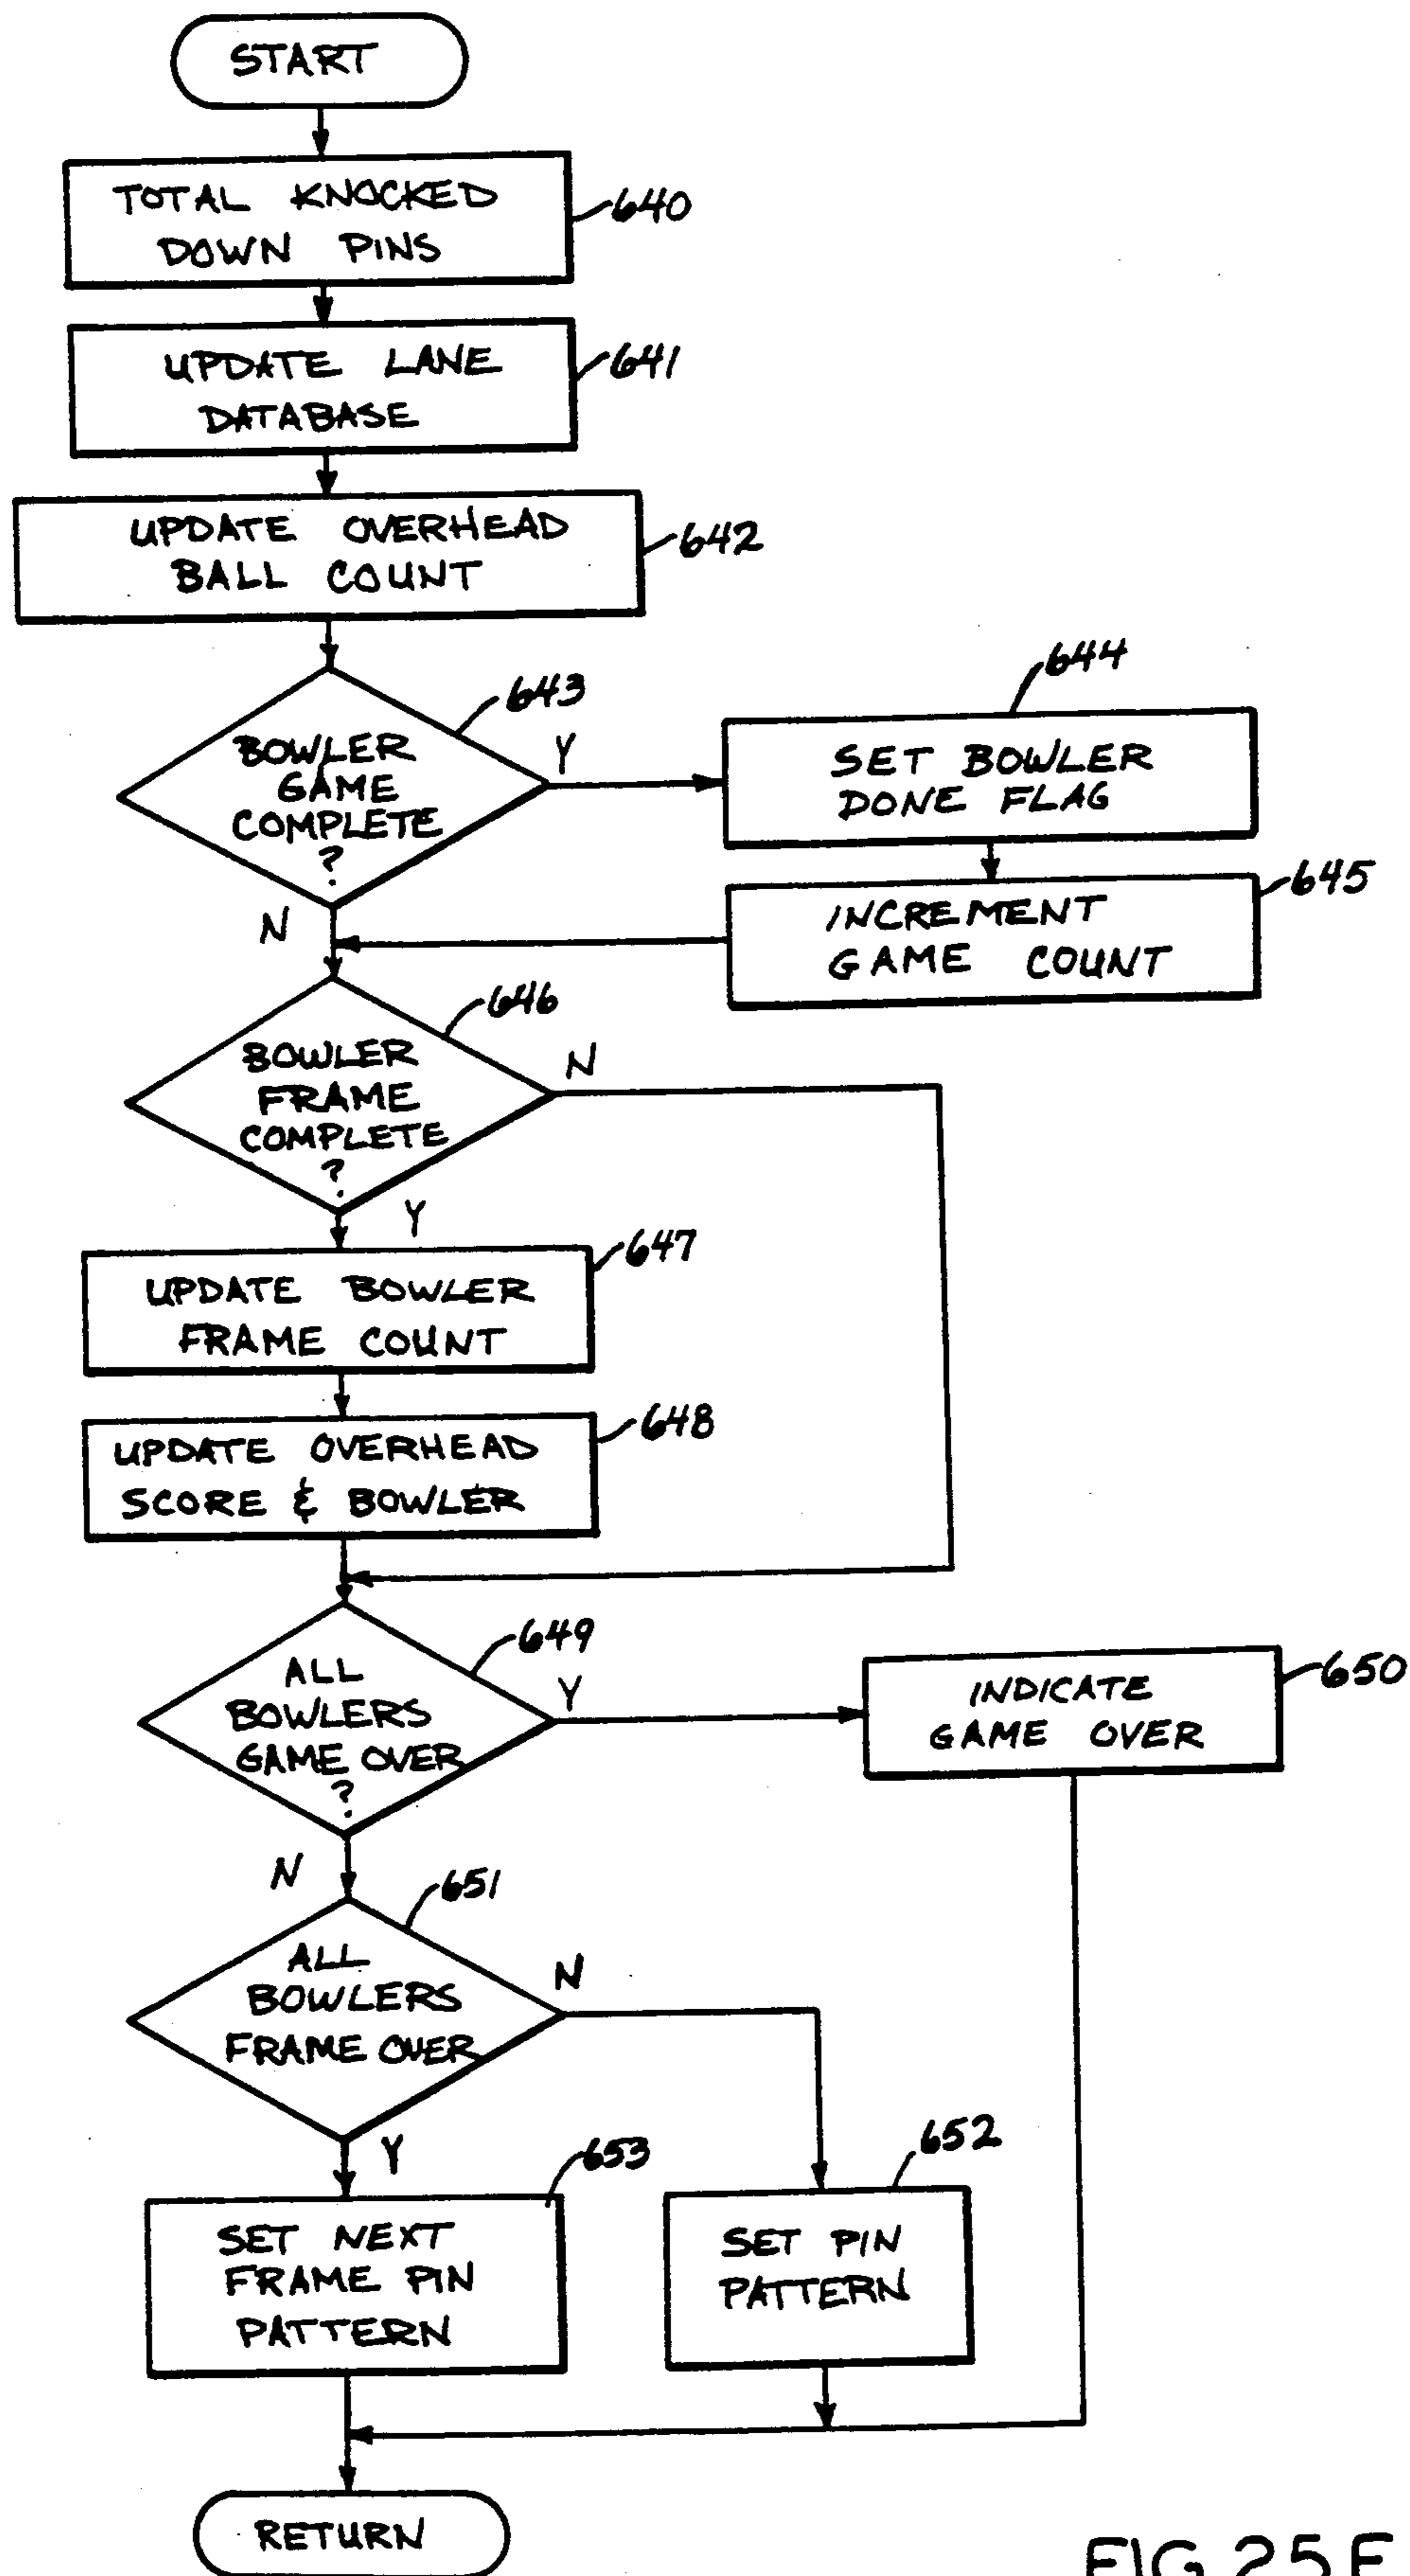 START
TOTAL KNOCKED
DOWN PINS
640
UPDATE LANE
DATABASE
641
UPDATE OVERHEAD
BALL COUNT
642
643
BOWLER
GAME
COMPLETE
?
Y
N
644
SET BOWLER
DONE FLAG
645
INCREMENT
GAME COUNT
646
BOWLER
FRAME
COMPLETE
?
N
Y
647
UPDATE BOWLER
FRAME COUNT
648
UPDATE OVERHEAD
SCORE & BOWLER
649
ALL
BOWLERS
GAME OVER
?
Y
N
650
INDICATE
GAME OVER
651
ALL
BOWLERS
FRAME OVER
N
Y
653
SET NEXT
FRAME PIN
PATTERN
652
SET PIN
PATTERN
RETURN